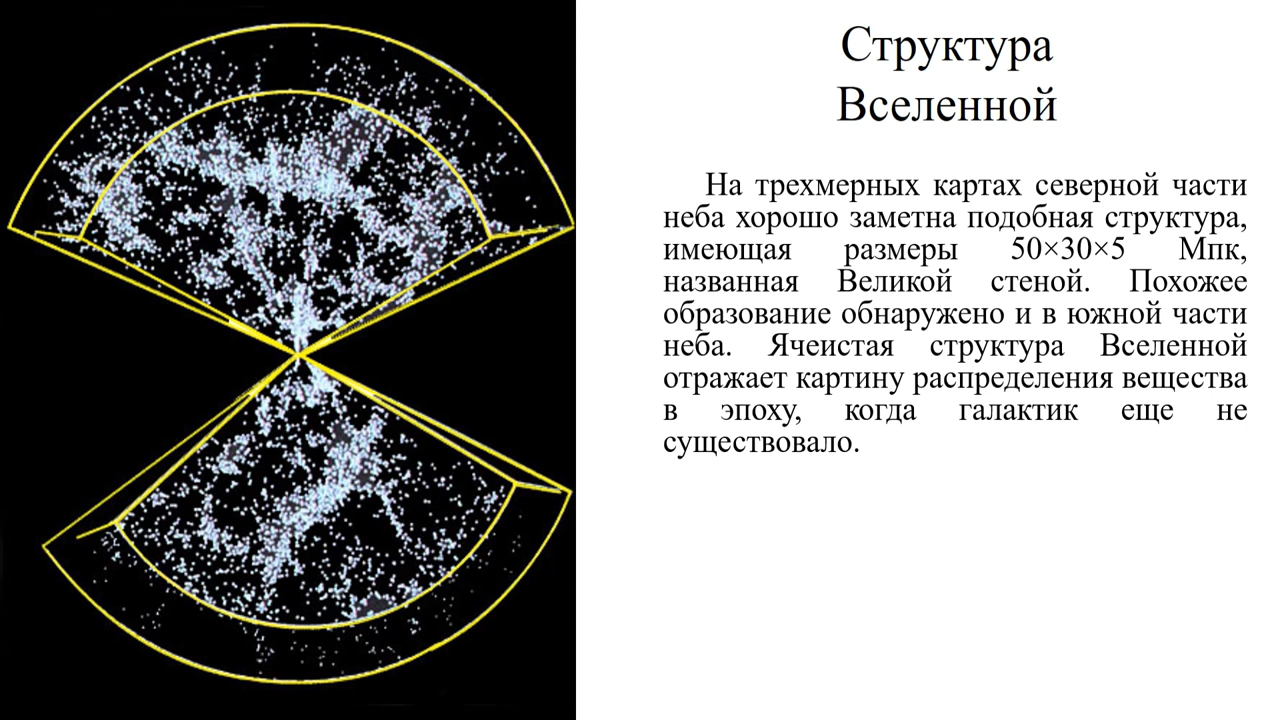 Структура
Вселенной
На трехмерных картах северной части
неба хорошо заметна подобная структура,
имеющая размеры 50×30×5 Мпк,
названная Великой стеной. Похожее
образование обнаружено и в южной части
неба. Ячеистая структура Вселенной
отражает картину распределения вещества
в эпоху, когда галактик еще не
существовало.